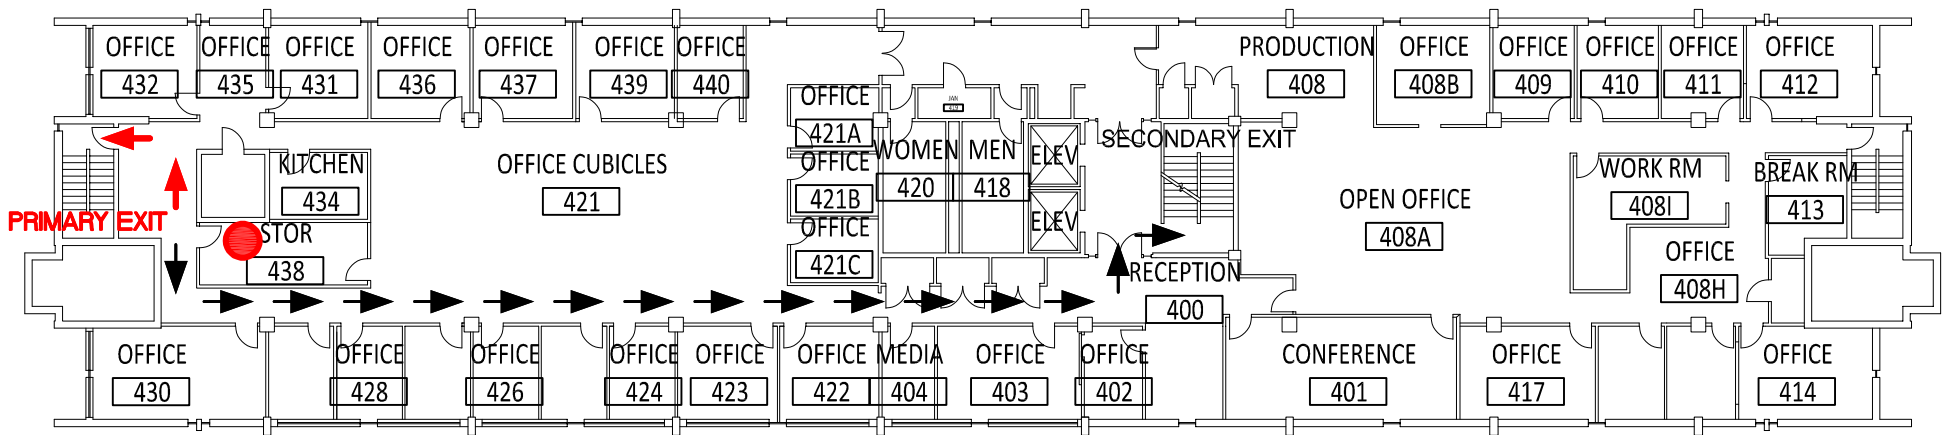 OFFICE
432
OFFICE
435
OFFICE
431
OFFICE
436
OFFICE
437
OFFICE
439
OFFICE
440
PRODUCTION
408
OFFICE
408B
OFFICE
409
OFFICE
410
OFFICE
411
OFFICE
412
OFFICE
421A
JAN
419
SECONDARY EXIT
KITCHEN
434
OFFICE CUBICLES
421
OFFICE
421B
WOMEN
420
MEN
418
ELEV
OPEN OFFICE
408A
WORK RM
408I
BREAK RM
413
PRIMARY EXIT
STOR
438
OFFICE
421C
ELEV
RECEPTION
400
OFFICE
408H
OFFICE
430
OFFICE
428
OFFICE
426
OFFICE
424
OFFICE
423
OFFICE
422
MEDIA
404
OFFICE
403
OFFICE
402
CONFERENCE
401
OFFICE
417
OFFICE
414